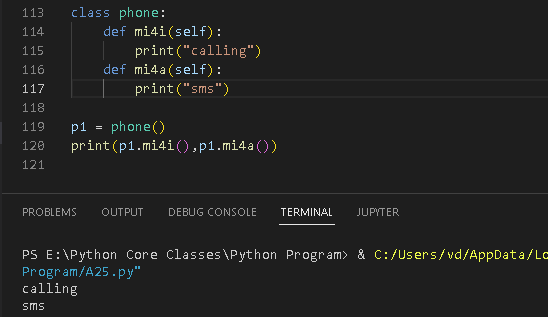 113 class phone:
114     def mi4i(self):
115         print("calling")
116     def mi4a(self):
117         print("sms")
118
119 p1 = phone()
120 print(p1.mi4i(),p1.mi4a())
121
PROBLEMS OUTPUT DEBUG CONSOLE TERMINAL JUPYTER
PS E:\Python Core Classes\Python Program> & C:/Users/vd/AppData/Lo
Program/A25.py"
calling
sms